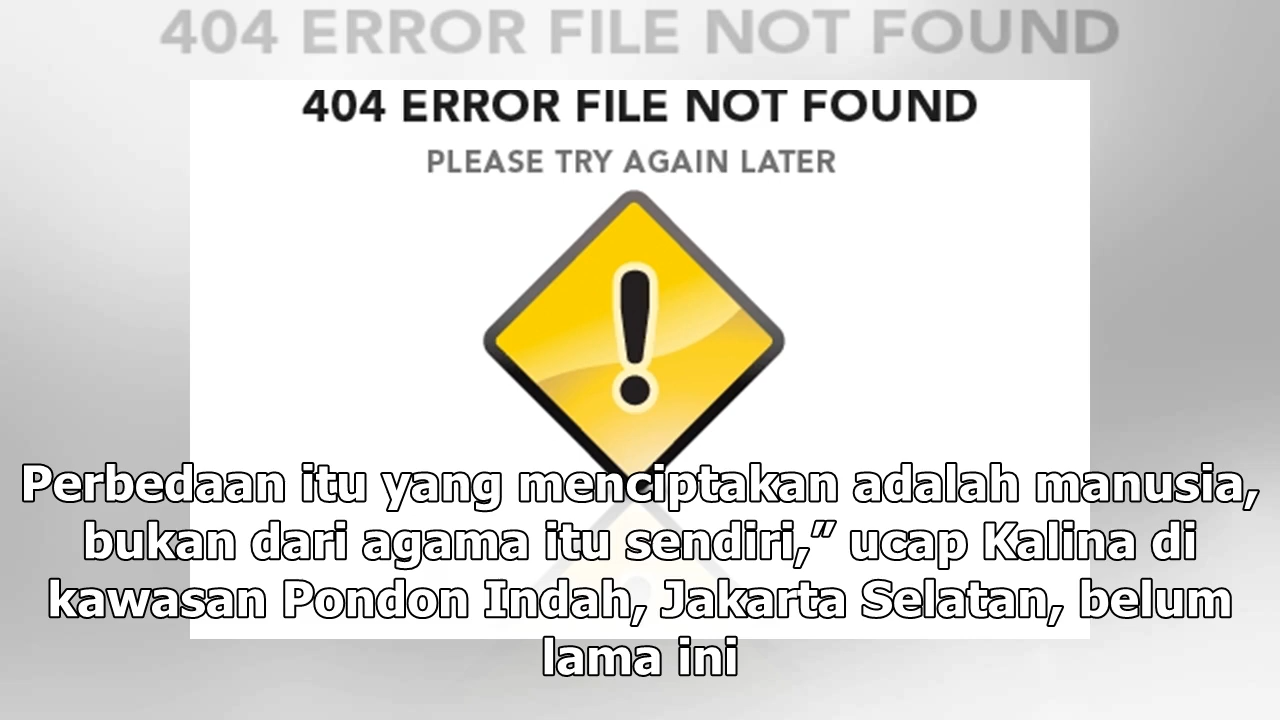 404 ERROR FILE NOT FOUND
404 ERROR FILE NOT FOUND
PLEASE TRY AGAIN LATER
Perbedaan itu yang menciptakan adalah manusia,
bukan dari agama itu sendiri,” ucap Kalina di
kawasan Pondon Indah, Jakarta Selatan, belum
lama ini